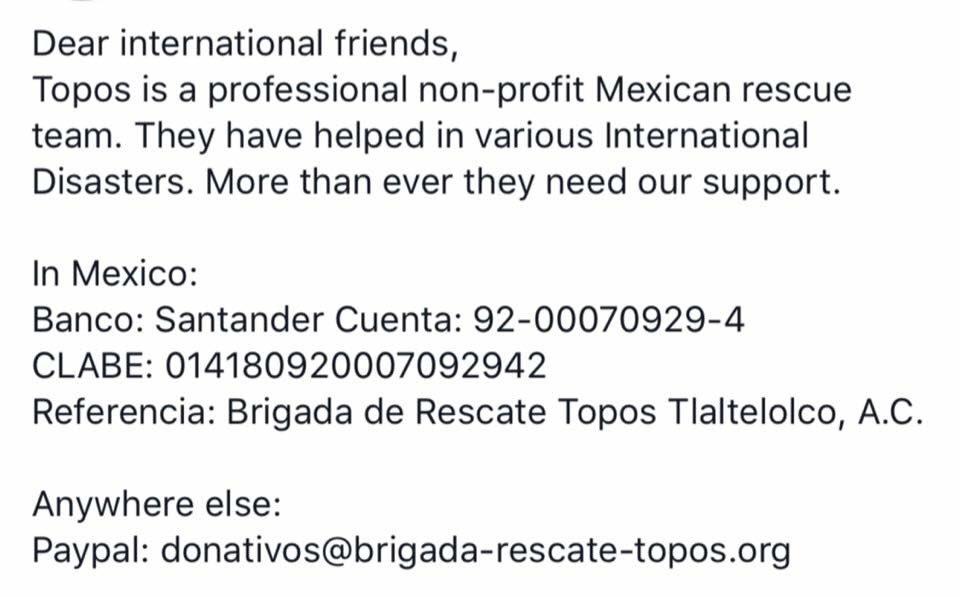 Dear international friends,
Topos is a professional non-profit Mexican rescue
team. They have helped in various International
Disasters. More than ever they need our support.
In Mexico:
Banco: Santander Cuenta: 92-00070929-4
CLABE: 014180920007092942
Referencia: Brigada de Rescate Topos Tlaltelolco, A.C.
Anywhere else:
Paypal: donativos@brigada-rescate-topos.org